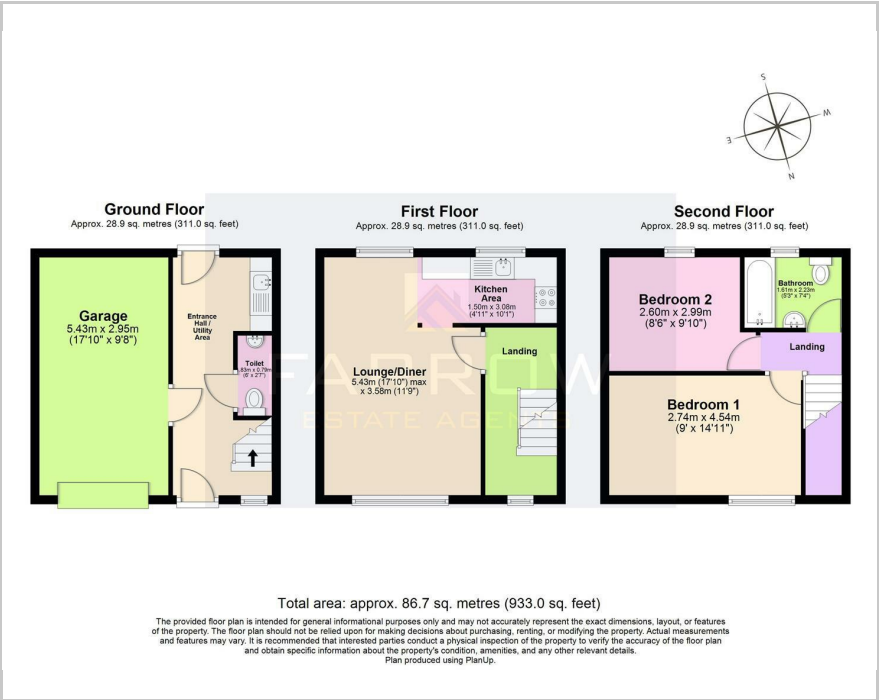 S
W
E
N
Ground Floor
Approx. 28.9 sq. metres (311.0 sq. feet)
Garage
5.43m x 2.95m
(17'10" x 9'8")
Entrance
Hall /
Utility
Area
Toilet
.83m x 0.79m
(6' x 2'7")
First Floor
Approx. 28.9 sq. metres (311.0 sq. feet)
Kitchen
Area
1.50m x 3.08m
(4'11" x 10'1")
Landing
Lounge/Diner
5.43m (17'10") max
x 3.58m (11'9")
FARROW
ESTATE AGENTS
Second Floor
Approx. 28.9 sq. metres (311.0 sq. feet)
Bedroom 2
2.60m x 2.99m
(8'6" x 9'10")
Bathroom
1.61m x 2.23m
(5'3" x 7'4")
Landing
Bedroom 1
2.74m x 4.54m
(9' x 14'11")
Total area: approx. 86.7 sq. metres (933.0 sq. feet)
The provided floor plan is intended for general informational purposes only and may not accurately represent the exact dimensions, layout, or features
of the property. The floor plan should not be relied upon for making decisions about purchasing, renting, or modifying the property. Actual measurements
and features may vary. It is recommended that interested parties conduct a physical inspection of the property to verify the accuracy of the floor plan
and obtain specific information about the property's condition, amenities, and any other relevant details.
Plan produced using PlanUp.